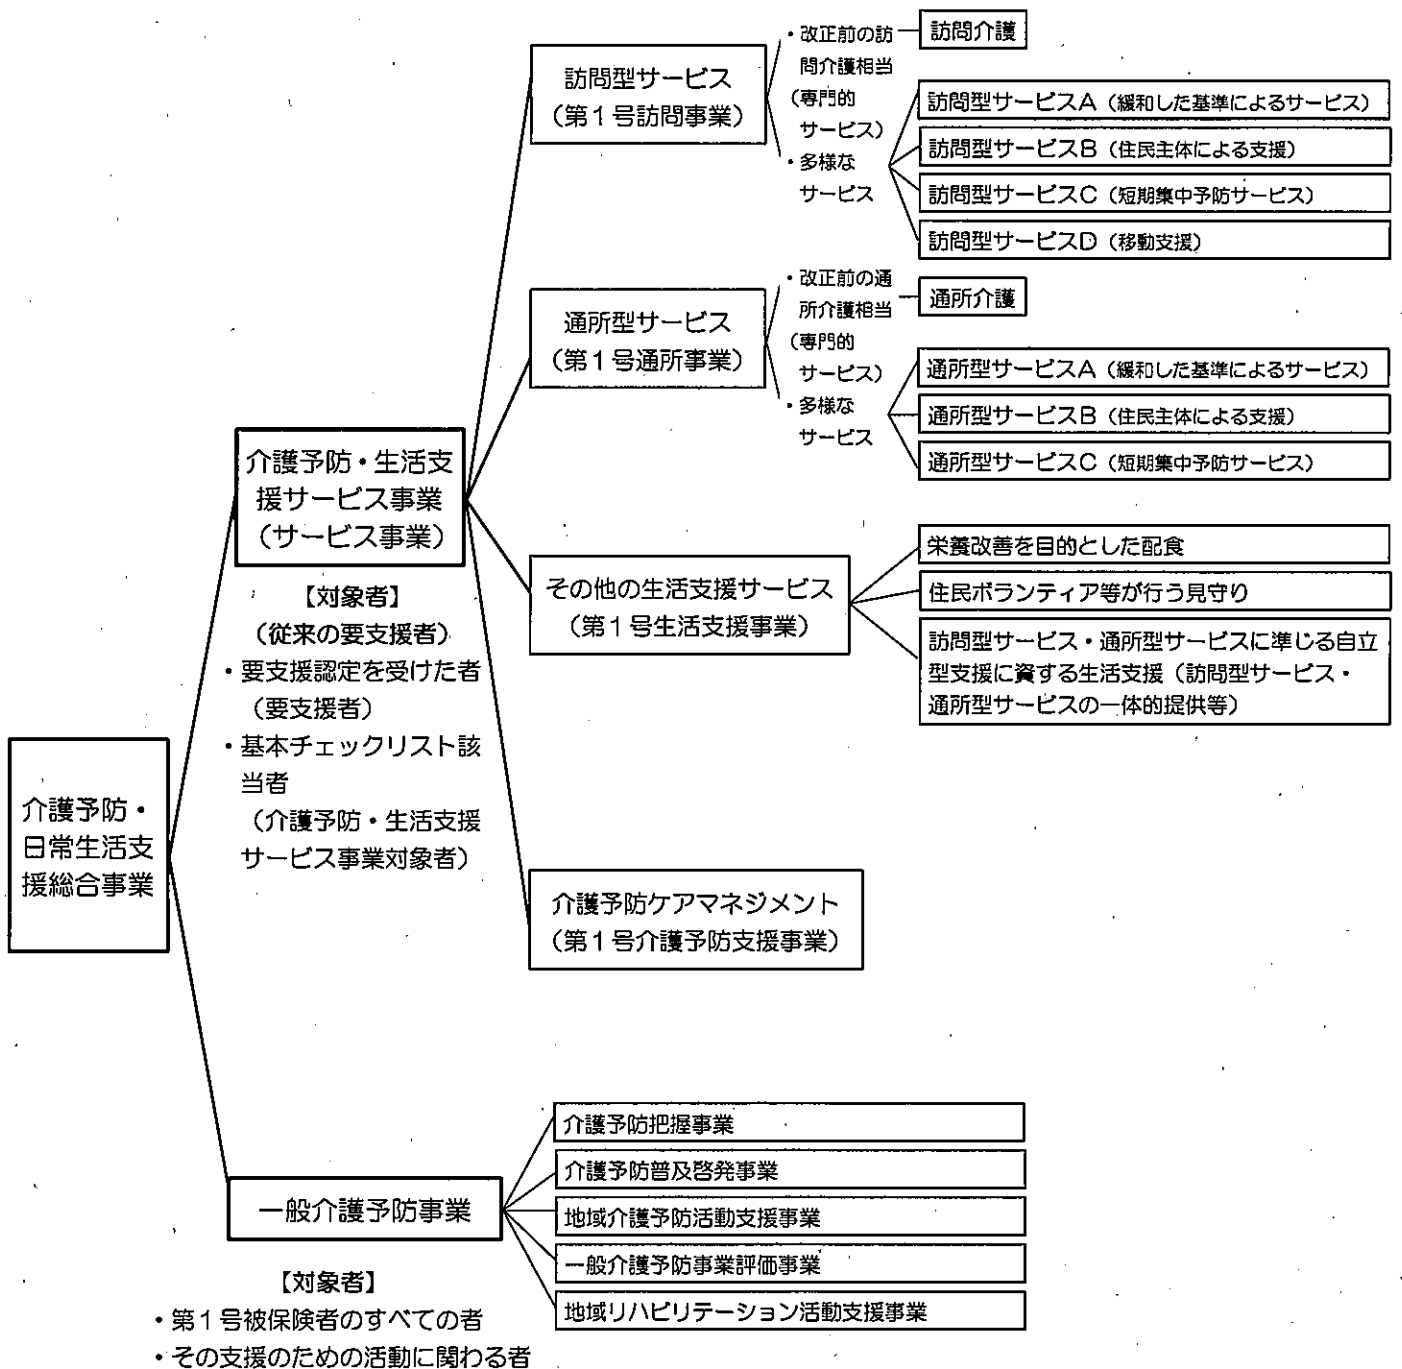 介護予防・
日常生活支
援総合事業
介護予防・生活支
援サービス事業
（サービス事業）
【対象者】
（従来の要支援者）
・要支援認定を受けた者
（要支援者）
・基本チェックリスト該
当者
（介護予防・生活支援
サービス事業対象者）
訪問型サービス
（第１号訪問事業）
・改正前の訪
問介護相当
（専門的
サービス）
・多様な
サービス
訪問介護
訪問型サービスA（緩和した基準によるサービス）
訪問型サービスB（住民主体による支援）
訪問型サービスC（短期集中予防サービス）
訪問型サービスD（移動支援）
通所型サービス
（第１号通所事業）
・改正前の通
所介護相当
（専門的
サービス）
・多様な
サービス
通所介護
通所型サービスA（緩和した基準によるサービス）
通所型サービスB（住民主体による支援）
通所型サービスC（短期集中予防サービス）
その他の生活支援サービス
（第１号生活支援事業）
栄養改善を目的とした配食
住民ボランティア等が行う見守り
訪問型サービス・通所型サービスに準じる自立
型支援に資する生活支援（訪問型サービス・
通所型サービスの一体的提供等）
介護予防ケアマネジメント
（第１号介護予防支援事業）
一般介護予防事業
【対象者】
・第１号被保険者のすべての者
・その支援のための活動に関わる者
介護予防把握事業
介護予防普及啓発事業
地域介護予防活動支援事業
一般介護予防事業評価事業
地域リハビリテーション活動支援事業